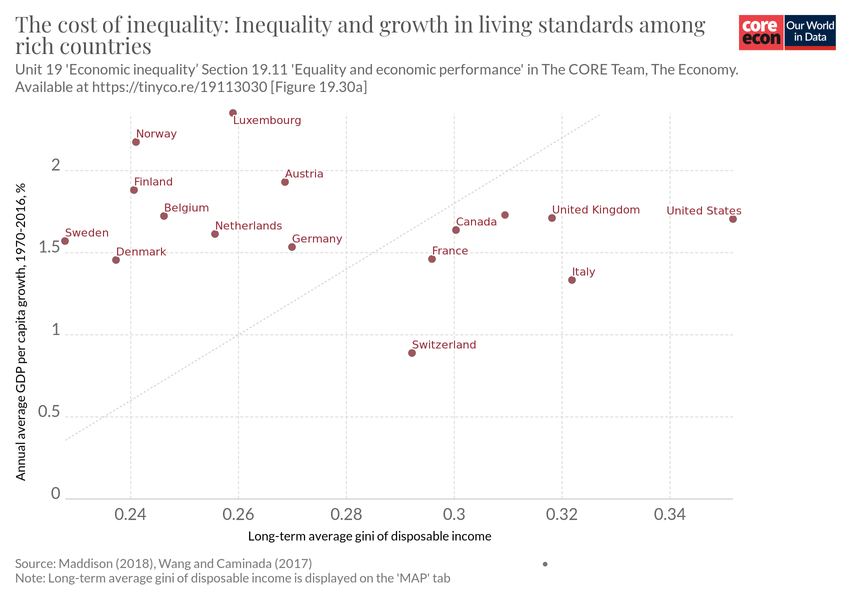 The cost of inequality: Inequality and growth in living standards among
rich countries
core
econ
Our World
in Data
Unit 19 'Economic inequality' Section 19.11 'Equality and economic performance' in The CORE Team, The Economy.
Available at https://tinyco.re/19113030 [Figure 19.30a]
Luxembourg
Norway
Austria
Finland
Belgium
United Kingdom
United States
Canada
Netherlands
Sweden
Germany
Denmark
France
Italy
Switzerland
2
1.5
1
0.5
0
Annual average GDP per capita growth, 1970-2016, %
0.24
0.26
0.28
0.3
0.32
0.34
Long-term average gini of disposable income
Source: Maddison (2018), Wang and Caminada (2017)
Note: Long-term average gini of disposable income is displayed on the 'MAP' tab